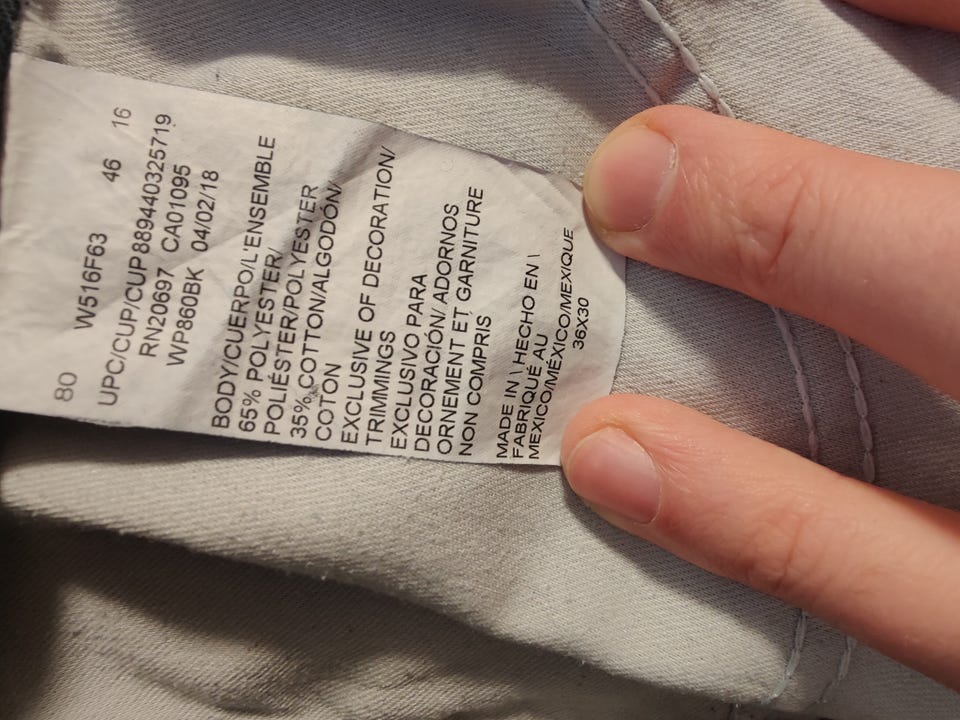 80 W516F63 46 16
UPC/CUP/CUP889440325719
RN20697 CA01095
WP860BK 04/02/18
BODY/CUERPO/L'ENSEMBLE
65% POLYESTER/
POLIÉSTER/POLYESTER
35% COTTON/ALGODÓN/
COTON
EXCLUSIVE OF DECORATION/
TRIMMINGS
EXCLUSIVO PARA
DECORACIÓN/ ADORNOS
ORNEMENT ET GARNITURE
NON COMPRIS
MADE IN \ HECHO EN \
FABRIQUÉ AU
MEXICO/MÉXICO/MEXIQUE
36X30